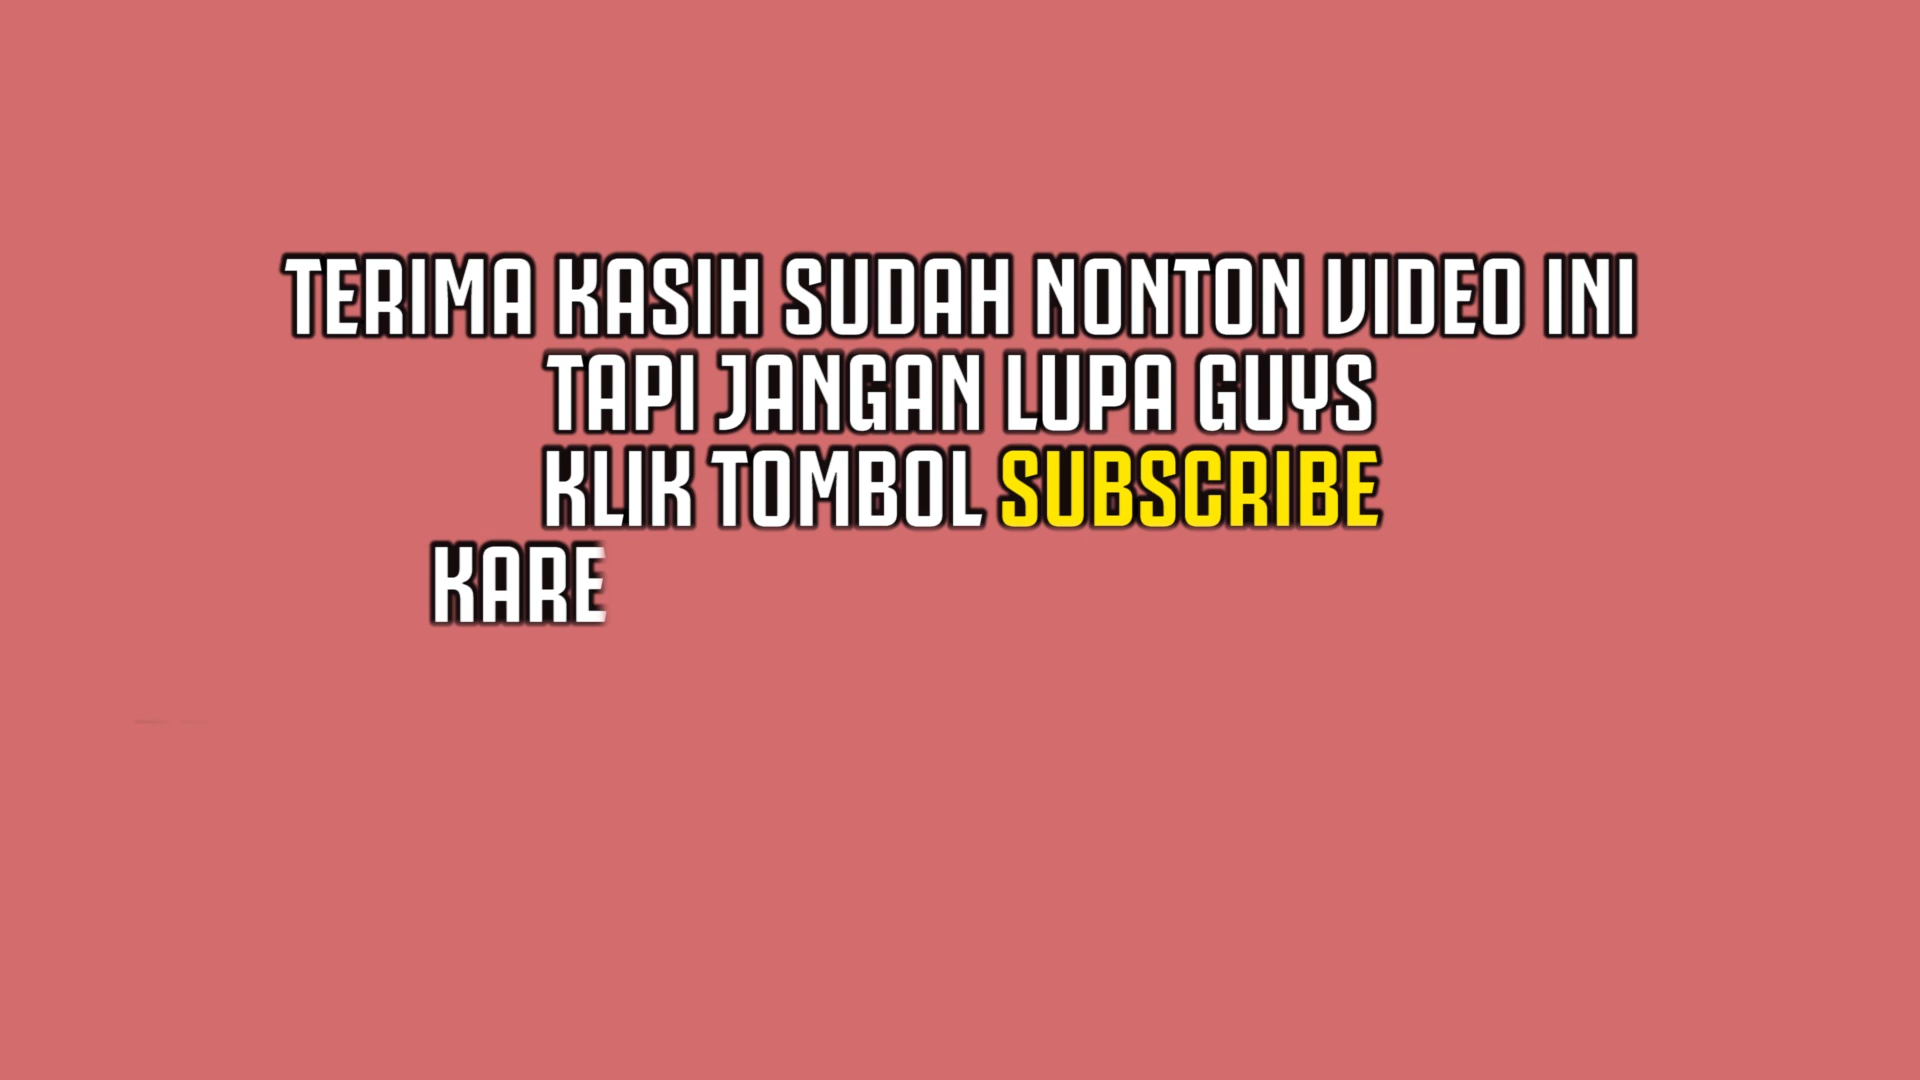 TERIMA KASIH SUDAH NONTON VIDEO INI
TAPI JANGAN LUPA GUYS
KLIK TOMBOL SUBSCRIBE
KARE